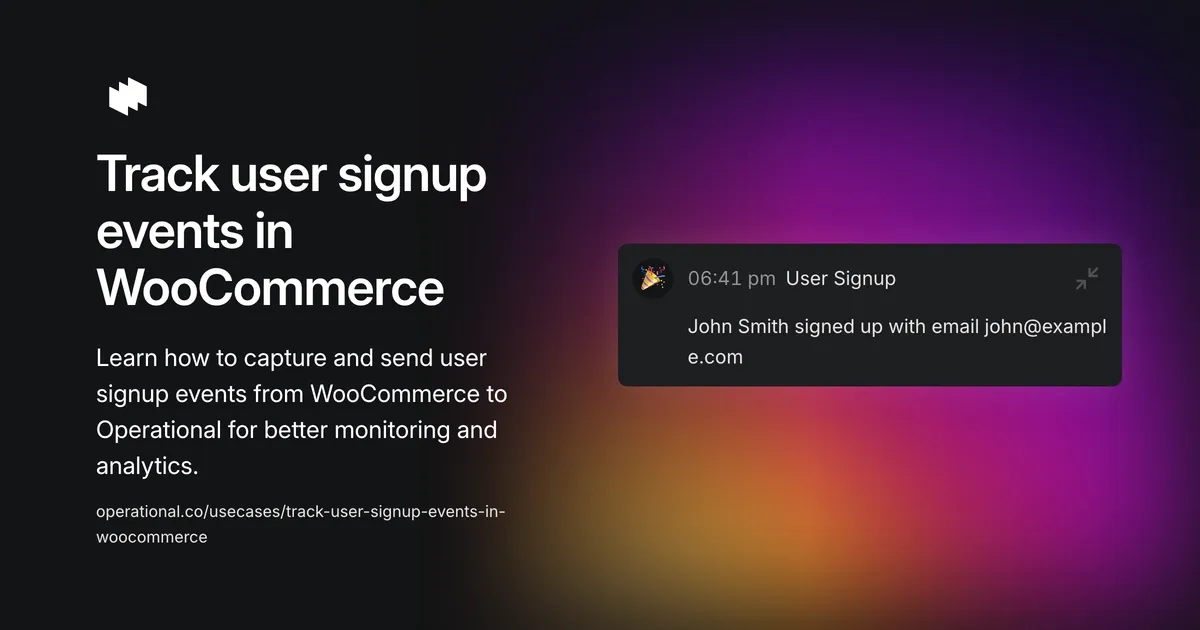 Track user signup
events in
WooCommerce
Learn how to capture and send user
signup events from WooCommerce to
Operational for better monitoring and
analytics.
operational.co/usecases/track-user-signup-events-in-
woocommerce
06:41 pm User Signup
John Smith signed up with email john@exampl
e.com